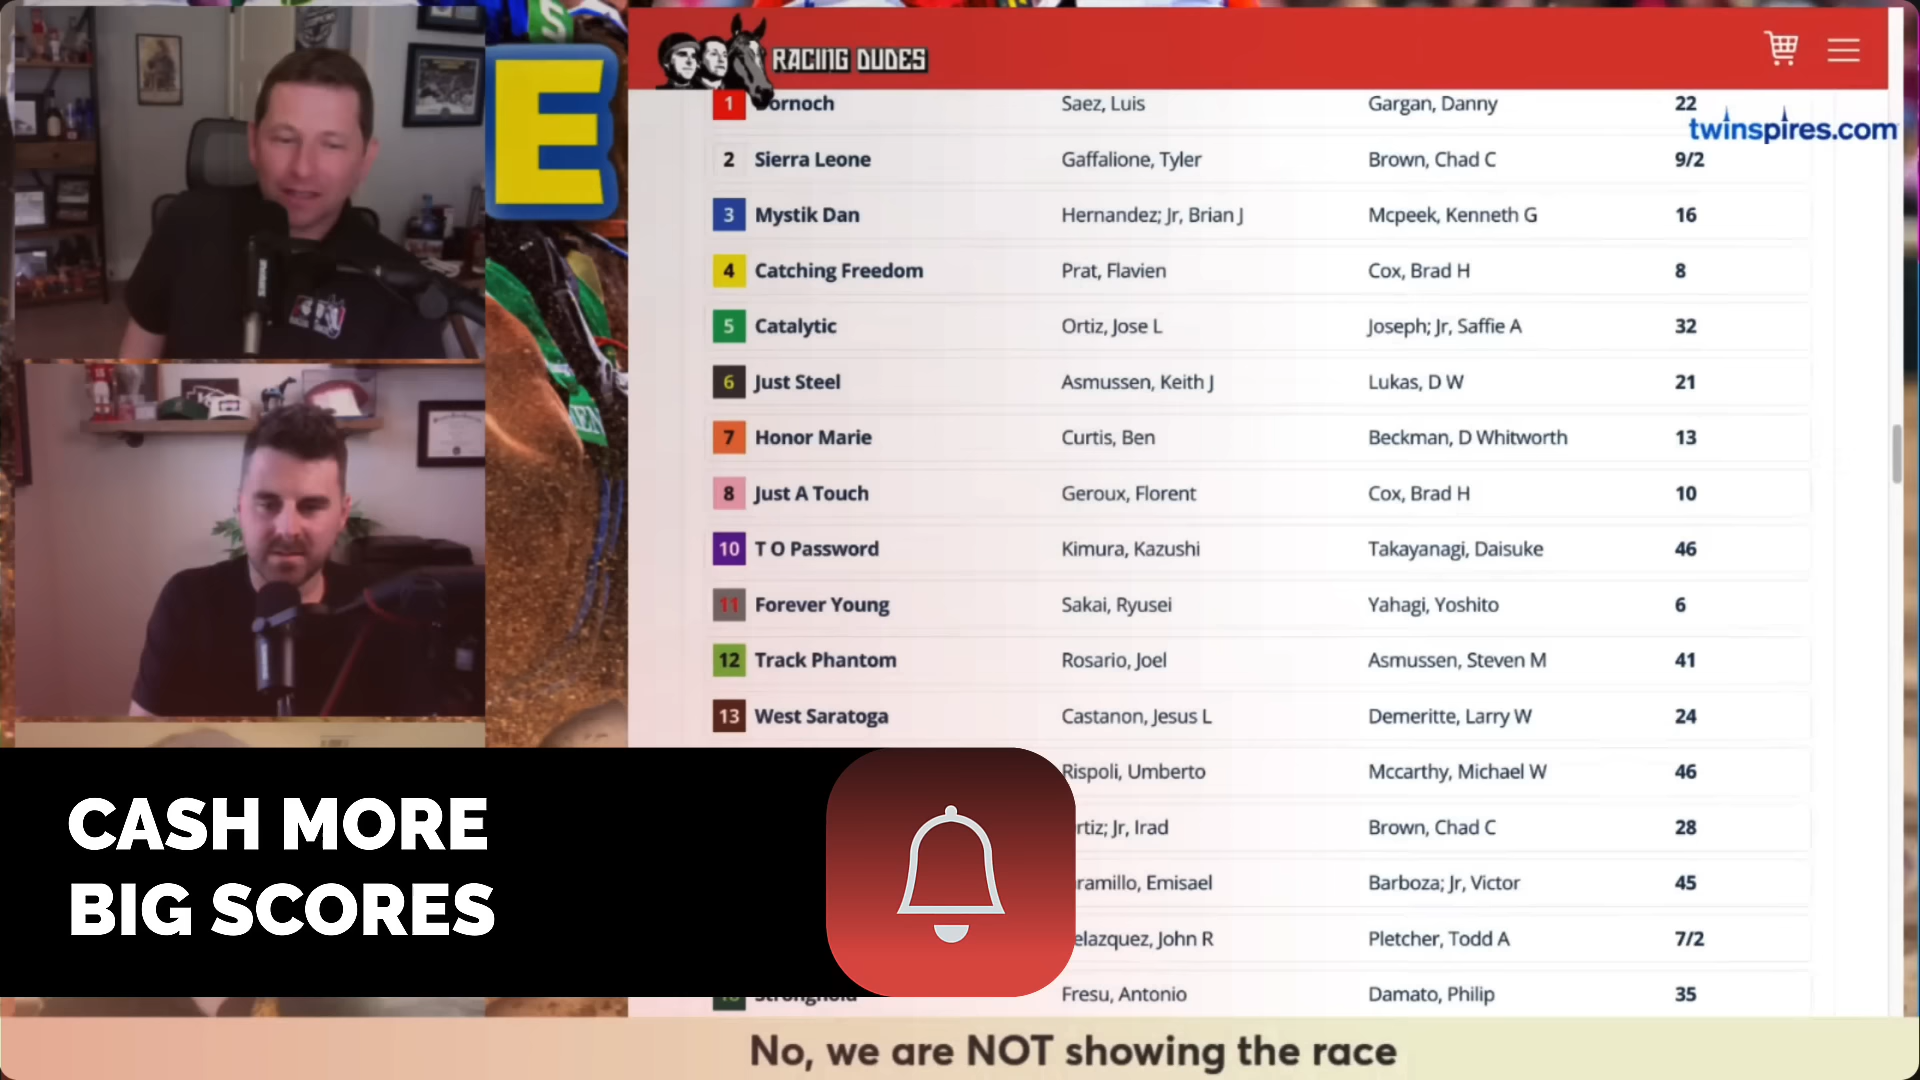 E
RACING DUDES
twinspires.com
1 ornoch Saez, Luis Gargan, Danny 22
2 Sierra Leone Gaffalione, Tyler Brown, Chad C 9/2
3 Mystik Dan Hernandez; Jr, Brian J Mcpeek, Kenneth G 16
4 Catching Freedom Prat, Flavien Cox, Brad H 8
5 Catalytic Ortiz, Jose L Joseph; Jr, Saffie A 32
6 Just Steel Asmussen, Keith J Lukas, D W 21
7 Honor Marie Curtis, Ben Beckman, D Whitworth 13
8 Just A Touch Geroux, Florent Cox, Brad H 10
10 T O Password Kimura, Kazushi Takayanagi, Daisuke 46
11 Forever Young Sakai, Ryusei Yahagi, Yoshito 6
12 Track Phantom Rosario, Joel Asmussen, Steven M 41
13 West Saratoga Castanon, Jesus L Demeritte, Larry W 24
Rispoli, Umberto Mccarthy, Michael W 46
rtiz; Jr, Irad Brown, Chad C 28
ramillo, Emisael Barboza; Jr, Victor 45
elazquez, John R Pletcher, Todd A 7/2
Stronghold Fresu, Antonio Damato, Philip 35
CASH MORE
BIG SCORES
No, we are NOT showing the race